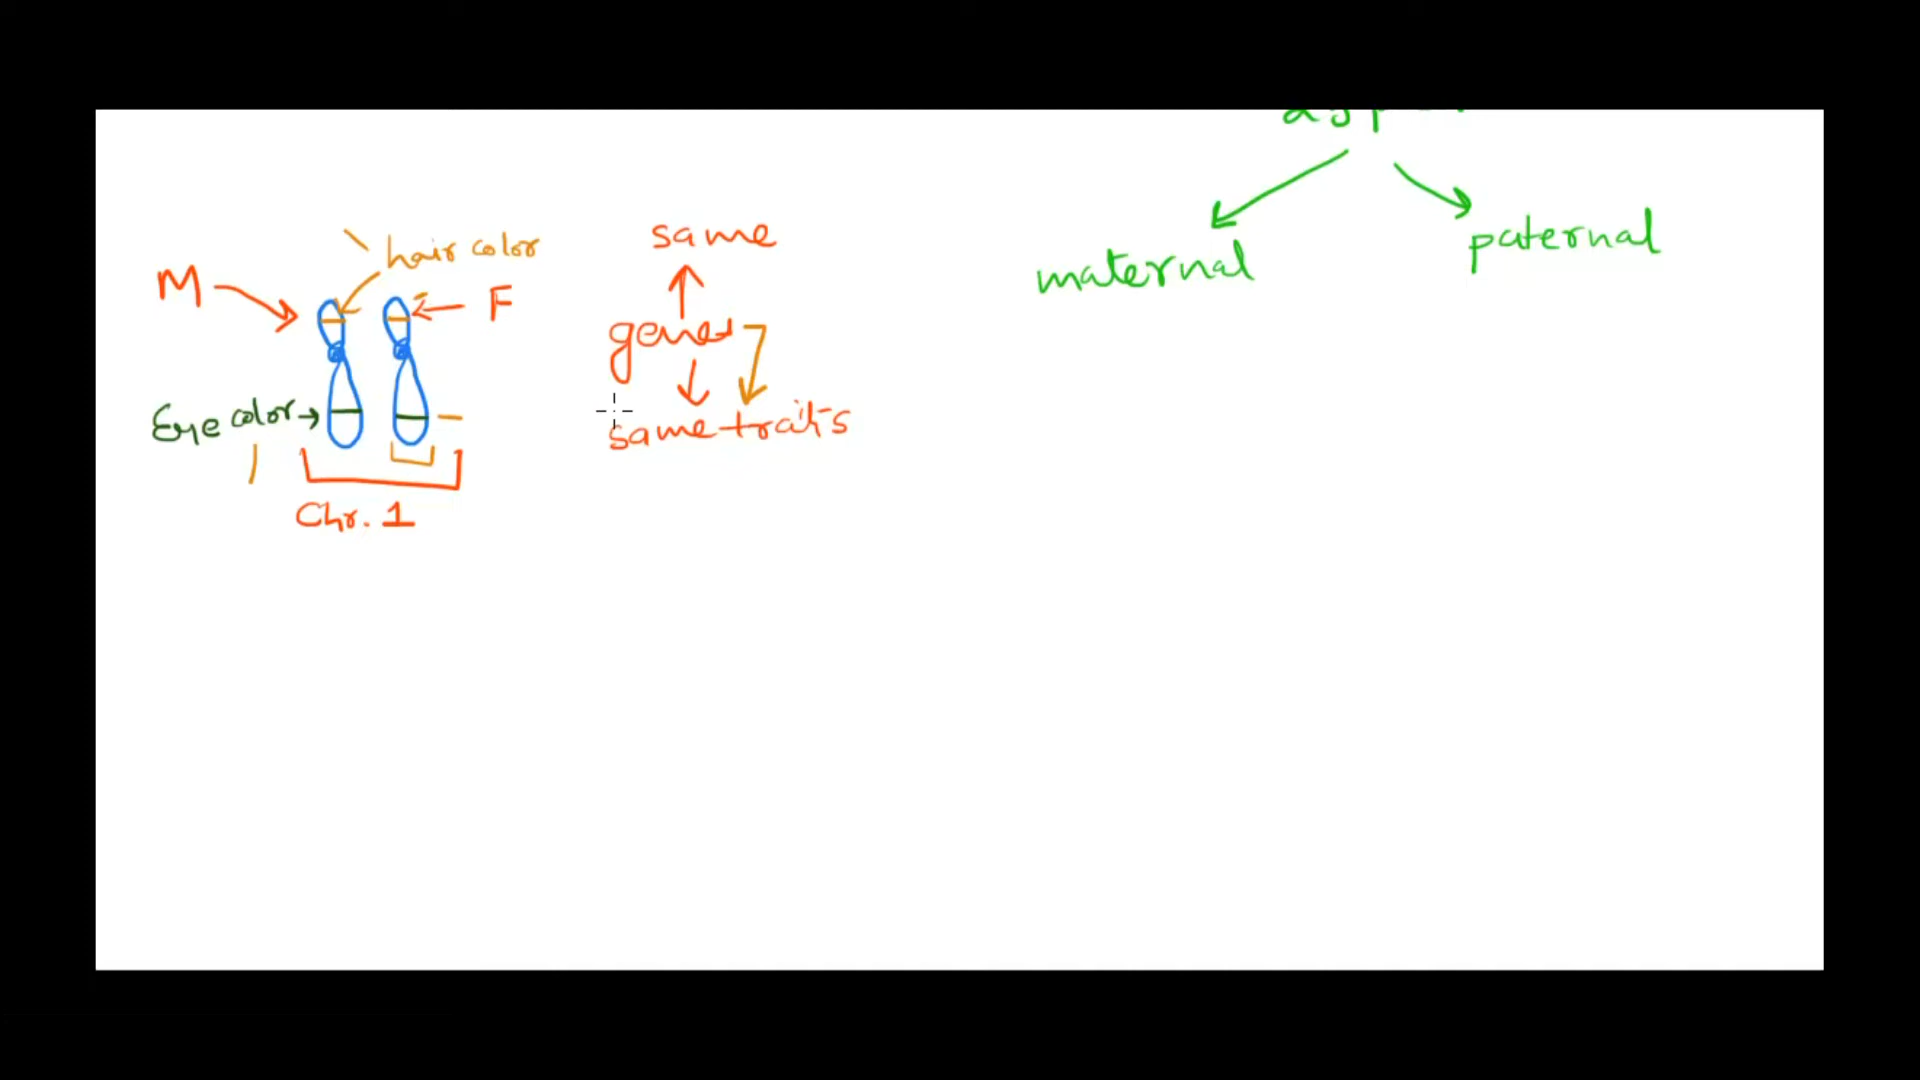 hair color
M
F
Eye color
Chr. 1
same
genes
same traits
maternal
paternal